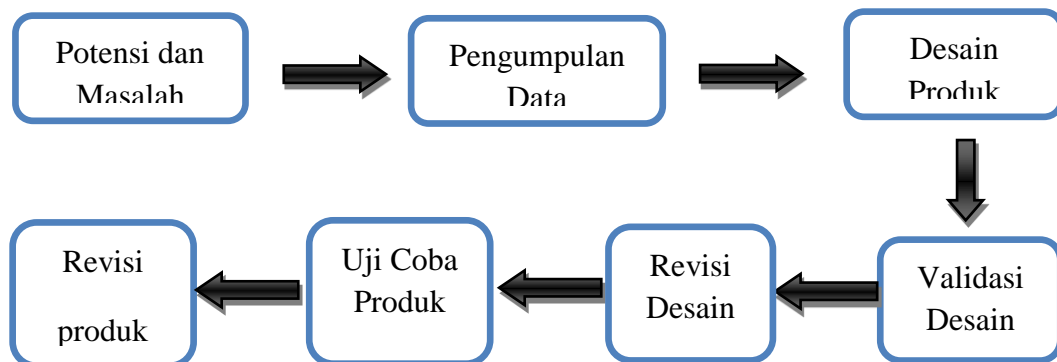 Potensi dan
Masalah
Pengumpulan
Data
Desain
Produk
Validasi
Desain
Revisi
Desain
Uji Coba
Produk
Revisi
produk